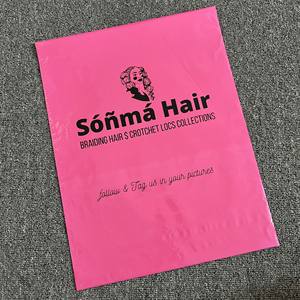 Sóñmá Hair
BRAIDING HAIR $ CROTCHET LOCS COLLECTIONS
follow & Tag us in your pictures